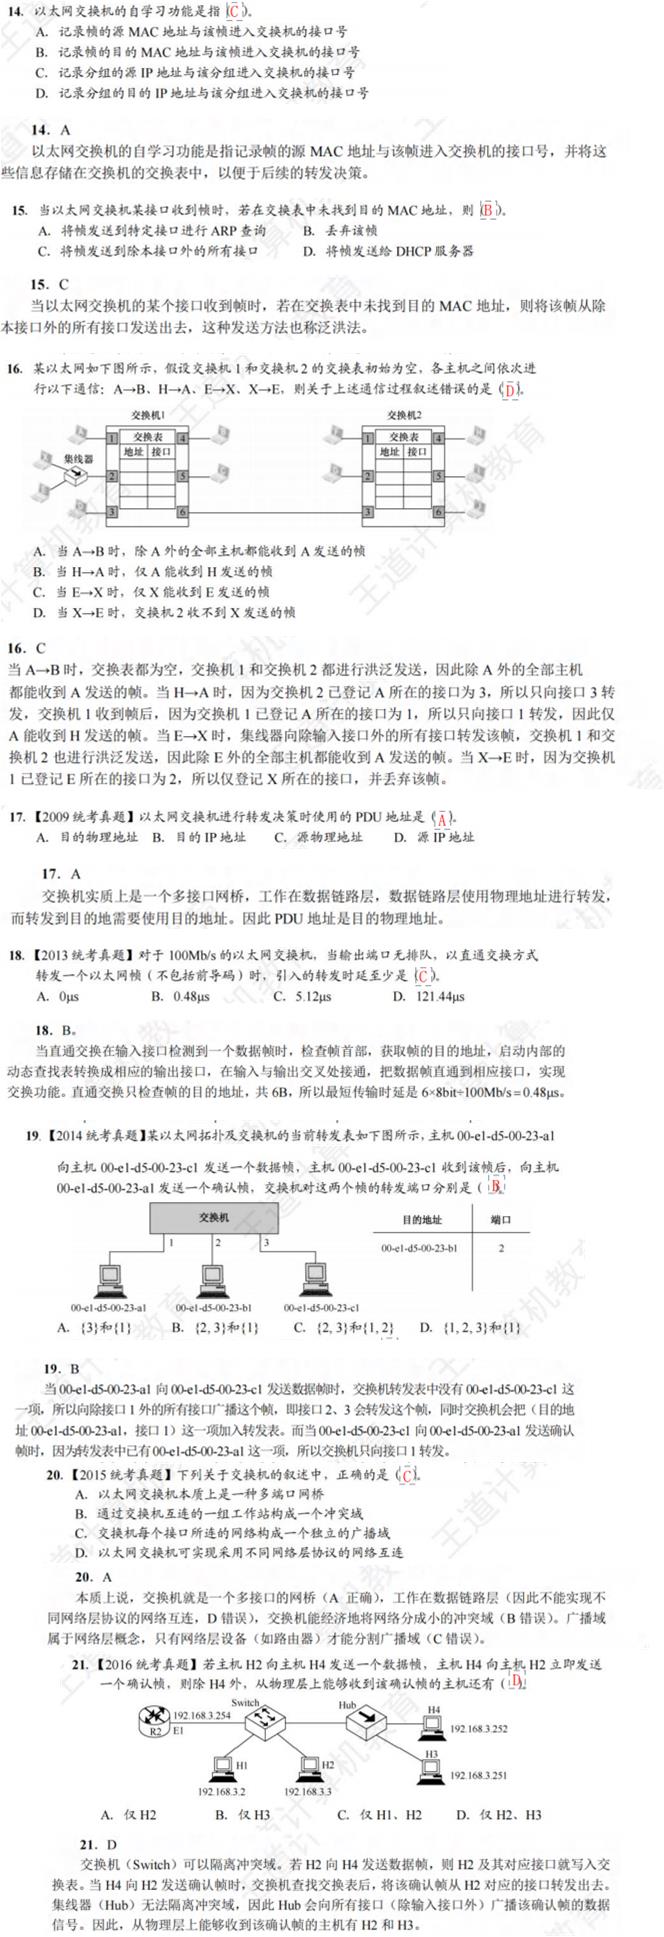 14. 以太网交换机的自学习功能是指(C)。
A. 记录帧的源 MAC 地址与该帧进入交换机的接口号
B. 记录帧的目的 MAC 地址与该帧进入交换机的接口号
C. 记录分组的源 IP 地址与该分组进入交换机的接口号
D. 记录分组的目的 IP 地址与该分组进入交换机的接口号
14. A
以太网交换机的自学习功能是指记录帧的源 MAC 地址与该帧进入交换机的接口号，并将这
些信息存储在交换机的交换表中，以便于后续的转发决策。
15. 当以太网交换机某接口收到帧时，若在交换表中未找到目的 MAC 地址，则(B)。
A. 将帧发送到特定接口进行 ARP 查询 B. 丢弃该帧
C. 将帧发送到除本接口外的所有接口 D. 将帧发送给 DHCP 服务器
15. C
当以太网交换机的某个接口收到帧时，若在交换表中未找到目的 MAC 地址，则将该帧从除
本接口外的所有接口发送出去，这种发送方法也称泛洪法。
16. 某以太网如下图所示，假设交换机 1 和交换机 2 的交换表初始为空，各主机之间依次进
行以下通信：A→B、H→A、E→X、X→E，则关于上述通信过程叙述错误的是(D)。
交换机1 交换机2
交换表 交换表
地址 接口 地址 接口
集线器
1 4 1 4
2 5 2 5
3 6 3 6
A. 当 A→B 时，除 A 外的全部主机都能收到 A 发送的帧
B. 当 H→A 时，仅 A 能收到 H 发送的帧
C. 当 E→X 时，仅 X 能收到 E 发送的帧
D. 当 X→E 时，交换机 2 收不到 X 发送的帧
16. C
当 A→B 时，交换表都为空，交换机 1 和交换机 2 都进行洪泛发送，因此除 A 外的全部主机
都能收到 A 发送的帧。当 H→A 时，因为交换机 2 已登记 A 所在的接口为 3，所以只向接口 3 转
发，交换机 1 收到帧后，因为交换机 1 已登记 A 所在的接口为 1，所以只向接口 1 转发，因此仅
A 能收到 H 发送的帧。当 E→X 时，集线器向除输入接口外的所有接口转发该帧，交换机 1 和交
换机 2 也进行洪泛发送，因此除 E 外的全部主机都能收到 A 发送的帧。当 X→E 时，因为交换机
1 已登记 E 所在的接口为 2，所以仅登记 X 所在的接口，并丢弃该帧。
17.【2009 统考真题】以太网交换机进行转发决策时使用的 PDU 地址是(A)。
A. 目的物理地址 B. 目的 IP 地址 C. 源物理地址 D. 源 IP 地址
17. A
交换机实质上是一个多接口网桥，工作在数据链路层，数据链路层使用物理地址进行转发，
而转发到目的地需要使用目的地址。因此 PDU 地址是目的物理地址。
18.【2013 统考真题】对于 100Mb/s 的以太网交换机，当输出端口无排队，以直通交换方式
转发一个以太网帧（不包括前导码）时，引入的转发时延至少是(C)。
A. 0μs B. 0.48μs C. 5.12μs D. 121.44μs
18. B。
当直通交换在输入接口检测到一个数据帧时，检查帧首部，获取帧的目的地址，启动内部的
动态查找表转换成相应的输出接口，在输入与输出交叉处接通，把数据帧直通到相应接口，实现
交换功能。直通交换只检查帧的目的地址，共 6B，所以最短传输时延是 6×8bit÷100Mb/s＝0.48μs。
19.【2014 统考真题】某以太网拓扑及交换机的当前转发表如下图所示，主机 00-e1-d5-00-23-a1
向主机 00-e1-d5-00-23-c1 发送一个数据帧，主机 00-e1-d5-00-23-c1 收到该帧后，向主机
00-e1-d5-00-23-a1 发送一个确认帧，交换机对这两个帧的转发端口分别是(B)。
交换机
1 2 3
目的地址 端口
00-e1-d5-00-23-b1 2
00-e1-d5-00-23-a1 00-e1-d5-00-23-b1 00-e1-d5-00-23-c1
A. {3}和{1} B. {2, 3}和{1} C. {2, 3}和{1, 2} D. {1, 2, 3}和{1}
19. B
当 00-e1-d5-00-23-a1 向 00-e1-d5-00-23-c1 发送数据帧时，交换机转发表中没有 00-e1-d5-00-23-c1 这
一项，所以向除接口 1 外的所有接口广播这个帧，即接口 2、3 会转发这个帧，同时交换机会把（目的地
址 00-e1-d5-00-23-a1，接口 1）这一项加入转发表。而当 00-e1-d5-00-23-c1 向 00-e1-d5-00-23-a1 发送确认
帧时，因为转发表中已有 00-e1-d5-00-23-a1 这一项，所以交换机只向接口 1 转发。
20.【2015 统考真题】下列关于交换机的叙述中，正确的是(C)。
A. 以太网交换机本质上是一种多端口网桥
B. 通过交换机互连的一组工作站构成一个冲突域
C. 交换机每个接口所连的网络构成一个独立的广播域
D. 以太网交换机可实现采用不同网络层协议的网络互连
20. A
本质上说，交换机就是一个多接口的网桥（A 正确），工作在数据链路层（因此不能实现不
同网络层协议的网络互连，D 错误），交换机能经济地将网络分成小的冲突域（B 错误）。广播域
属于网络层概念，只有网络层设备（如路由器）才能分割广播域（C 错误）。
21.【2016 统考真题】若主机 H2 向主机 H4 发送一个数据帧，主机 H4 向主机 H2 立即发送
一个确认帧，则除 H4 外，从物理层上能够收到该确认帧的主机还有(D)。
Switch Hub H4
192.168.3.254
R2 E1
192.168.3.252
H1 H2 H3
192.168.3.251
192.168.3.2 192.168.3.3
A. 仅 H2 B. 仅 H3 C. 仅 H1、H2 D. 仅 H2、H3
21. D
交换机（Switch）可以隔离冲突域。若 H2 向 H4 发送数据帧，则 H2 及其对应接口就写入交
换表。当 H4 向 H2 发送确认帧时，交换机查找交换表后，将该确认帧从 H2 对应的接口转发出去。
集线器（Hub）无法隔离冲突域，因此 Hub 会向所有接口（除输入接口外）广播该确认帧的数据
信号。因此，从物理层上能够收到该确认帧的主机有 H2 和 H3。
王道计算机教育